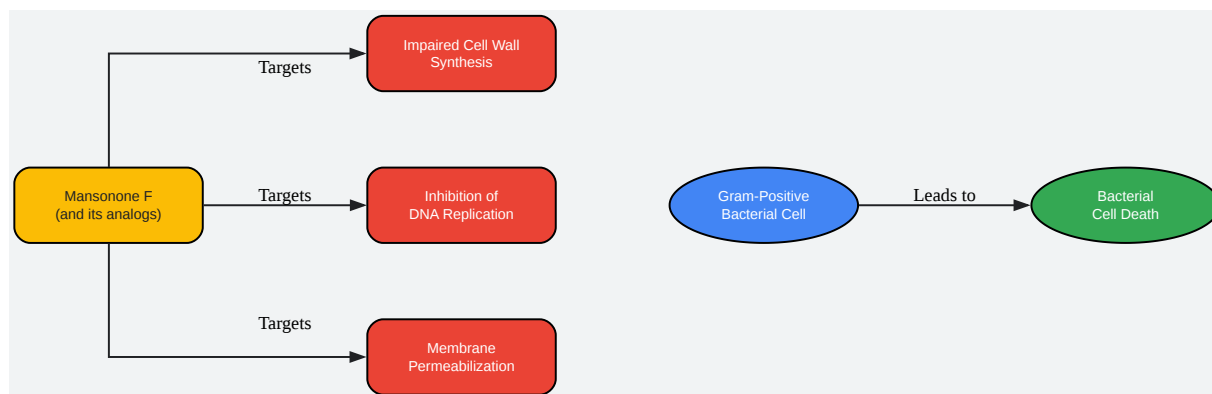 Impaired Cell Wall
Synthesis
Targets
Mansonone F
(and its analogs)
Targets
Inhibition of
DNA Replication
Gram-Positive
Bacterial Cell
Leads to
Bacterial
Cell Death
Targets
Membrane
Permeabilization